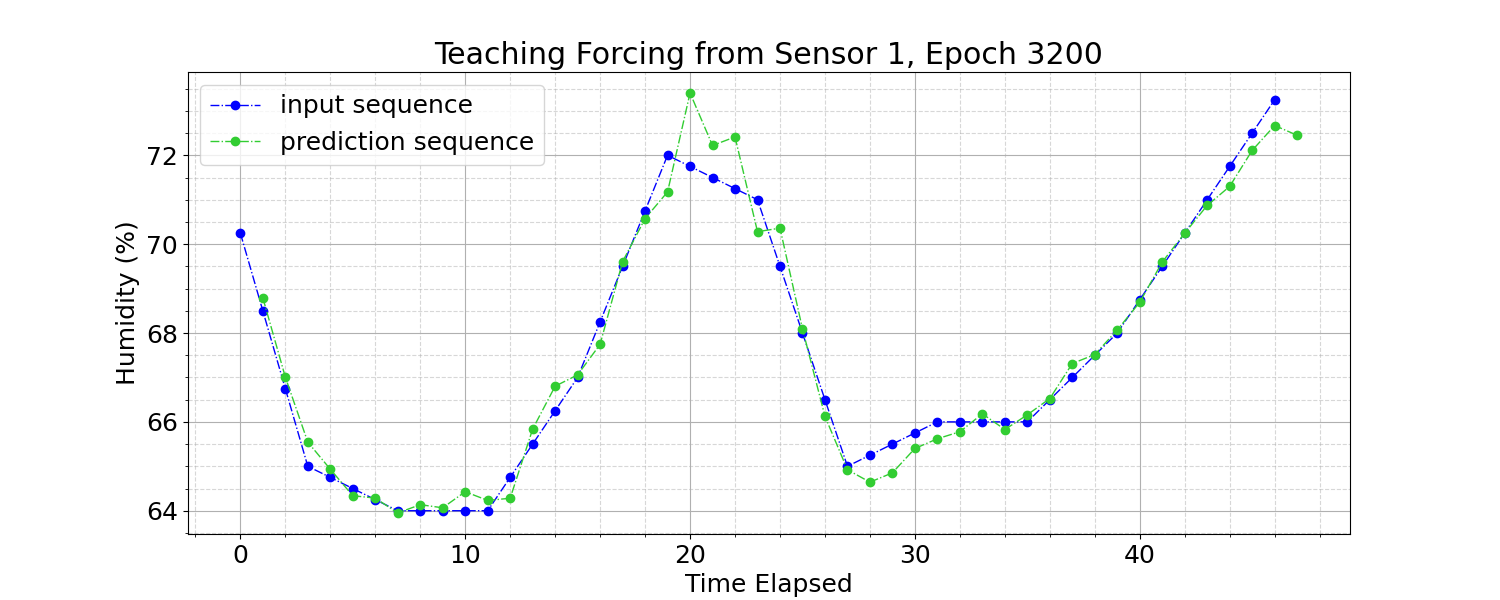 Teaching Forcing from Sensor 1, Epoch 3200
input sequence
prediction sequence
72
70
68
66
64
Humidity (%)
0 10 20 30 40
Time Elapsed